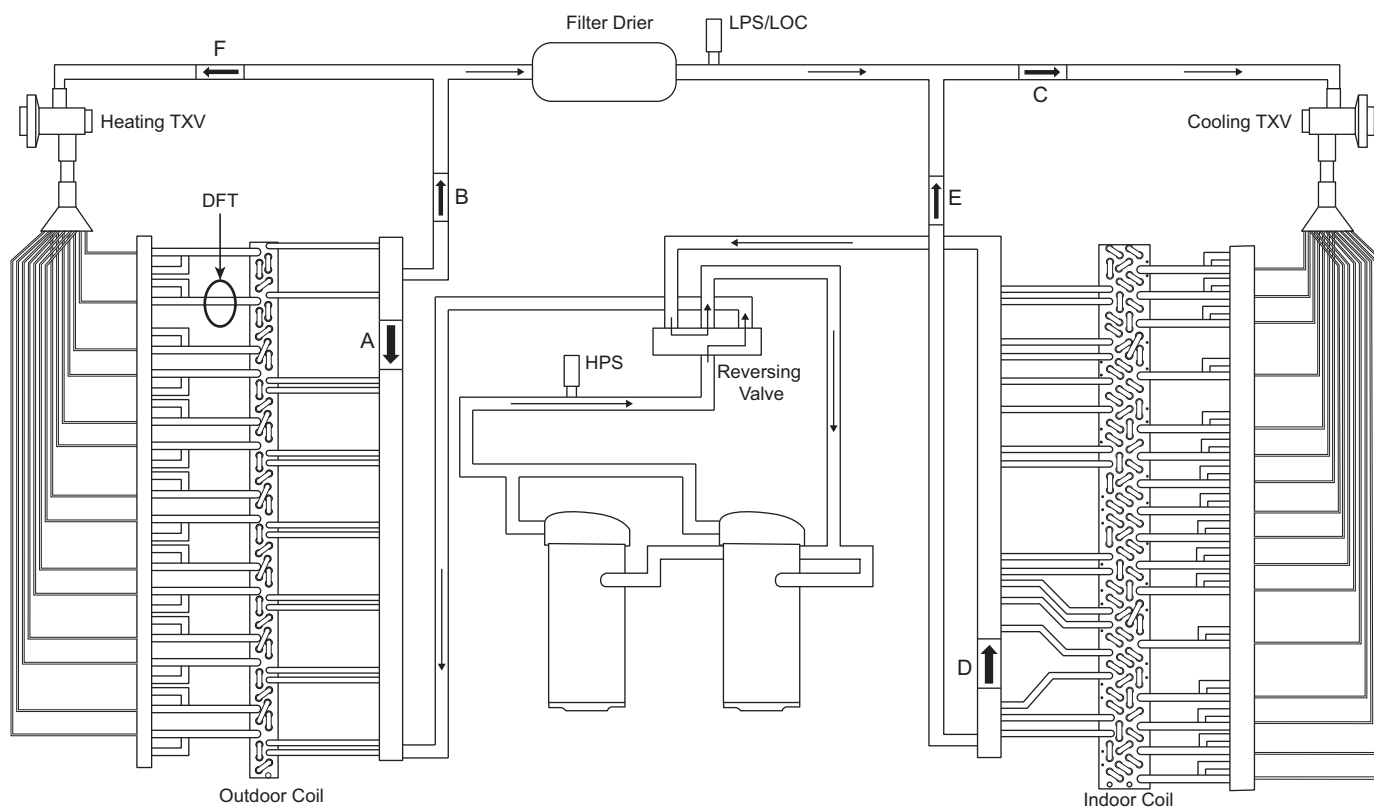 Filter Drier
LPS/LOC
F
C
Heating TXV
Cooling TXV
DFT
B
E
A
HPS
Reversing
Valve
D
Outdoor Coil
Indoor Coil